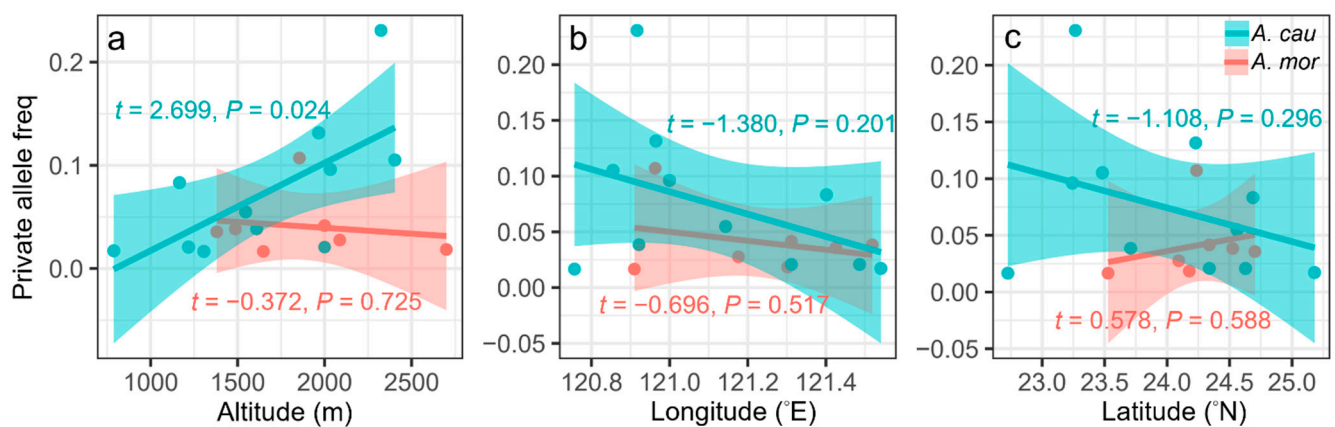 Private allele freq
a
0.2
0.1
0.0
t = 2.699, P = 0.024
t = −0.372, P = 0.725
1000 1500 2000 2500
Altitude (m)
b
0.20
0.15
0.10
0.05
0.00
−0.05
t = −1.380, P = 0.201
t = −0.696, P = 0.517
120.8 121.0 121.2 121.4
Longitude (°E)
c
A. cau
A. mor
0.20
0.15
0.10
0.05
0.00
−0.05
t = −1.108, P = 0.296
t = 0.578, P = 0.588
23.0 23.5 24.0 24.5 25.0
Latitude (°N)